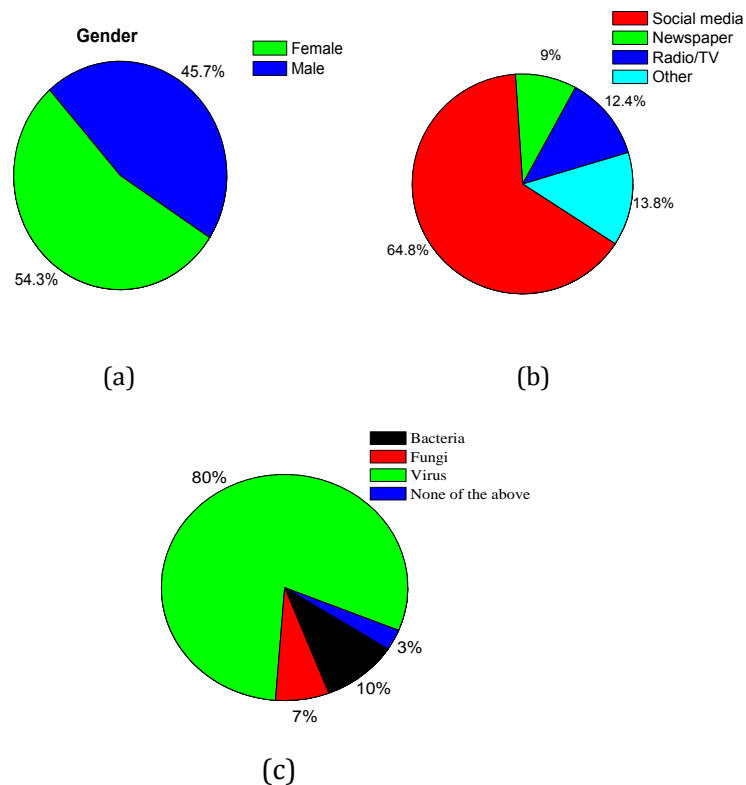 Gender
Female
Male
45.7%
54.3%
(a)
Social media
Newspaper
Radio/TV
Other
9%
12.4%
13.8%
64.8%
(b)
Bacteria
Fungi
Virus
None of the above
80%
3%
10%
7%
(c)